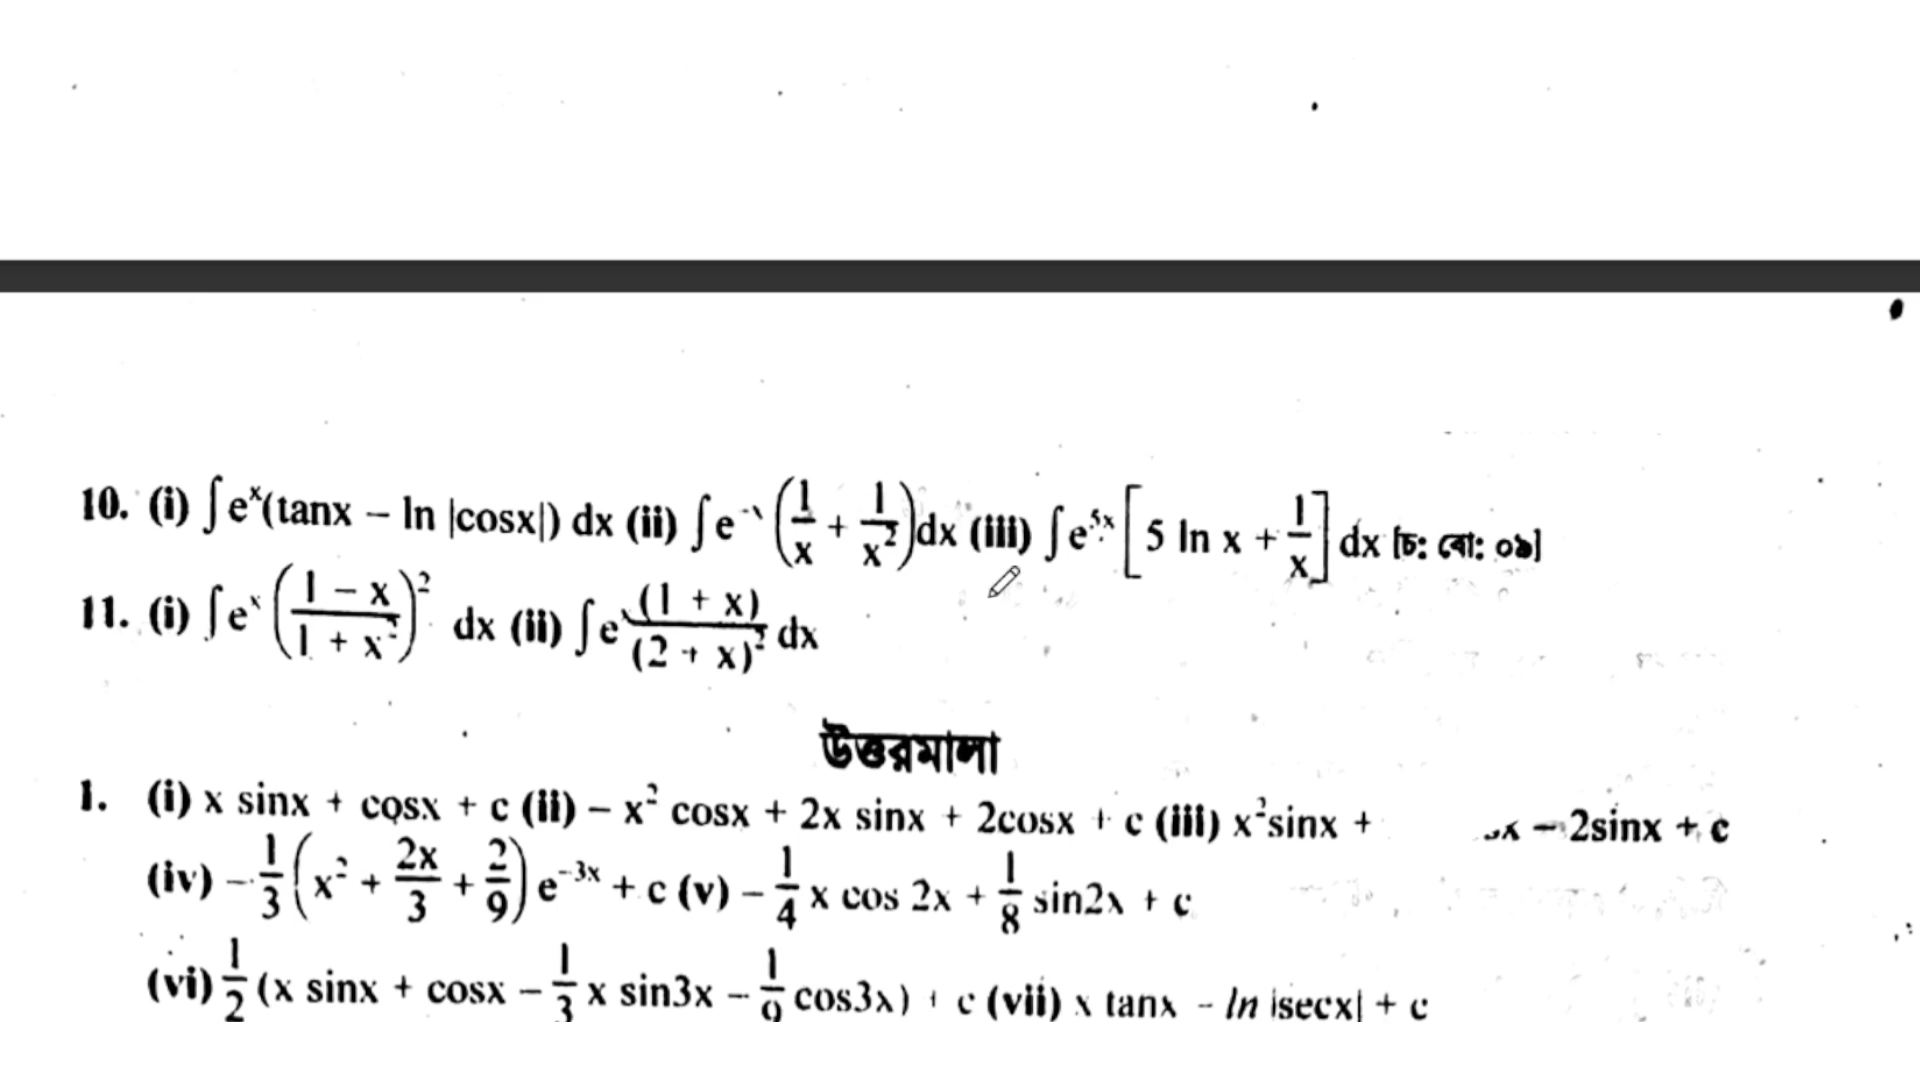 10. (i) ∫eˣ(tanx – ln |cosx|) dx (ii) ∫e⁻ˣ (1/x + 1/x²)dx (iii) ∫e⁵ˣ [5 ln x + 1/x] dx [চ: বো: ০৯]
11. (i) ∫eˣ ((1 – x)/(1 + x²))² dx (ii) ∫eˣ (1 + x)/(2 + x)² dx
উত্তরমালা
1. (i) x sinx + cosx + c (ii) – x² cosx + 2x sinx + 2cosx + c (iii) x²sinx + – 2sinx + c
(iv) – 1/3 (x² + 2x/3 + 2/9) e⁻³ˣ + c (v) – 1/4 x cos 2x + 1/8 sin2x + c
(vi) 1/2 (x sinx + cosx – 1/3 x sin3x – 1/9 cos3x) + c (vii) x tanx – ln |secx| + c